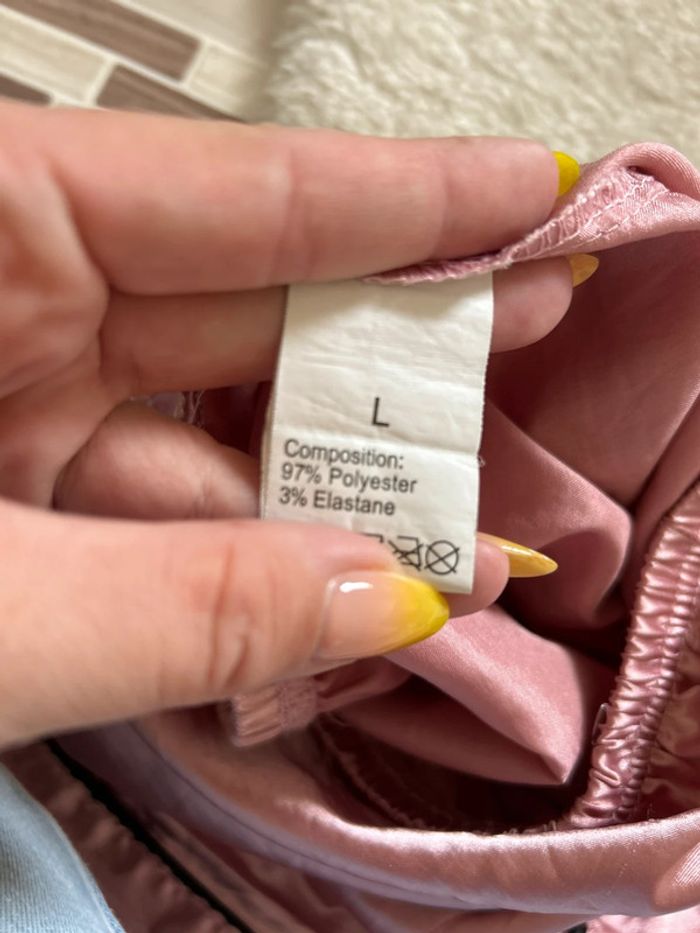 L
Composition:
97% Polyester
3% Elastane